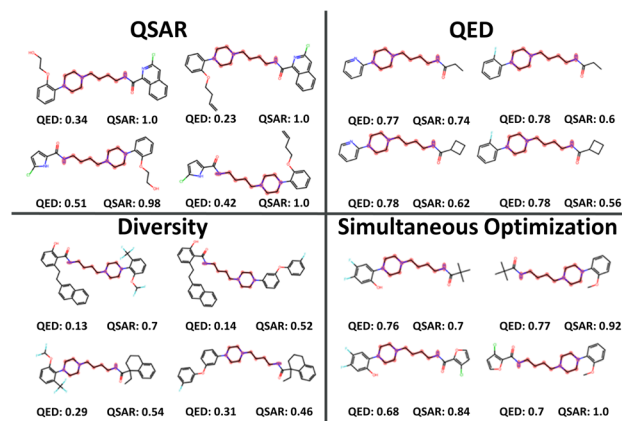 QSAR
QED: 0.34 QSAR: 1.0
QED: 0.23 QSAR: 1.0
QED: 0.51 QSAR: 0.98
QED: 0.42 QSAR: 1.0
QED
QED: 0.77 QSAR: 0.74
QED: 0.78 QSAR: 0.6
QED: 0.78 QSAR: 0.62
QED: 0.78 QSAR: 0.56
Diversity
QED: 0.13 QSAR: 0.7
QED: 0.14 QSAR: 0.52
QED: 0.29 QSAR: 0.54
QED: 0.31 QSAR: 0.46
Simultaneous Optimization
QED: 0.76 QSAR: 0.7
QED: 0.77 QSAR: 0.92
QED: 0.68 QSAR: 0.84
QED: 0.7 QSAR: 1.0